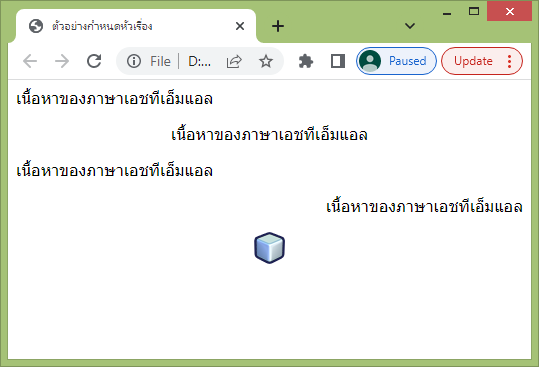 ตัวอย่างกำหนดหัวเรื่อง
File
D:...
Paused
Update
เนื้อหาของภาษาเอชทีเอ็มแอล
เนื้อหาของภาษาเอชทีเอ็มแอล
เนื้อหาของภาษาเอชทีเอ็มแอล
เนื้อหาของภาษาเอชทีเอ็มแอล